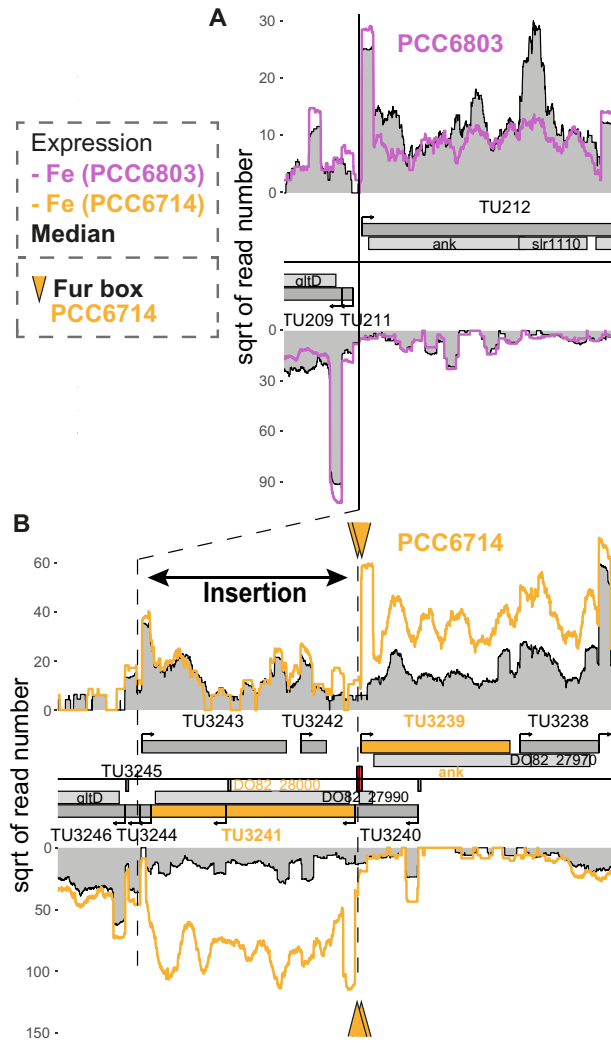 A
PCC6803
30
20
10
0
sqrt of read number
Expression
- Fe (PCC6803)
- Fe (PCC6714)
Median
Fur box
PCC6714
TU212
ank
slr1110
gltD
TU209
TU211
0
30
60
90
B
PCC6714
60
40
20
0
Insertion
sqrt of read number
TU3243
TU3242
TU3239
TU3238
DO82_27970
ank
TU3245
DO82_28000
gltD
DO82_27990
TU3246
TU3244
TU3241
TU3240
0
50
100
150